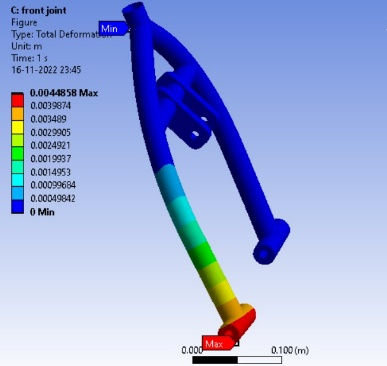 C: front joint
Figure
Type: Total Deformation
Unit: m
Time: 1 s
16-11-2022 23:45
Min
0.0044858 Max
0.0039874
0.003489
0.0029905
0.0024921
0.0019937
0.0014953
0.00099684
0.00049842
0 Min
Max
0.000
0.100 (m)